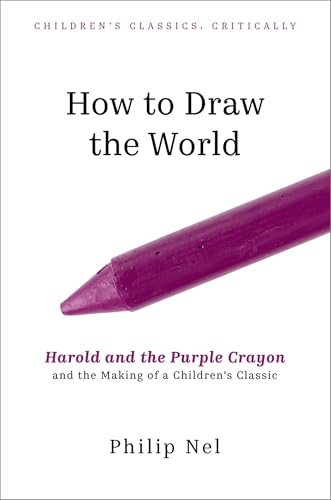 CHILDREN'S CLASSICS, CRITICALLY
How to Draw
the World
Harold and the Purple Crayon
and the Making of a Children's Classic
Philip Nel